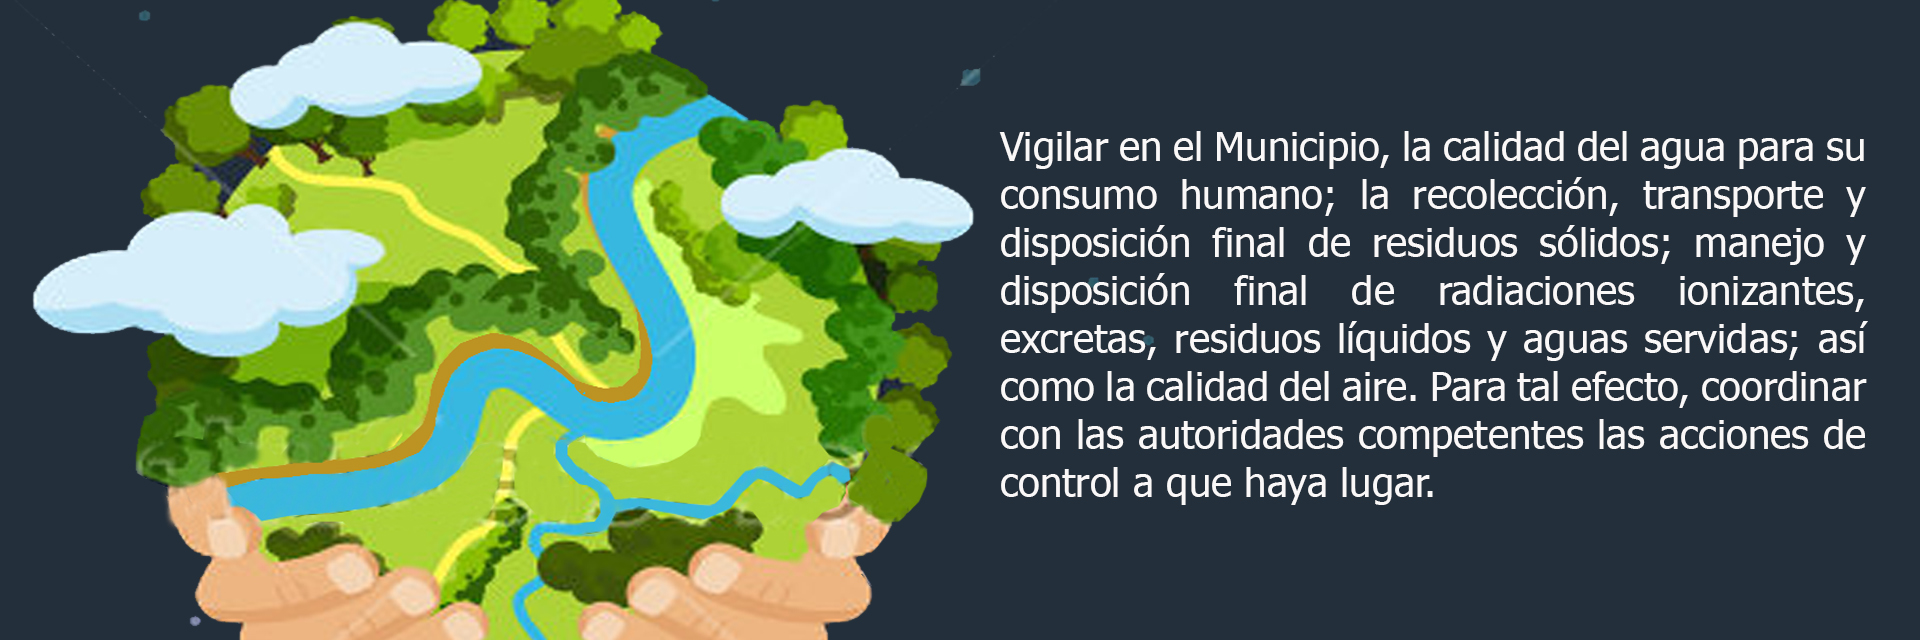 Vigilar en el Municipio, la calidad del agua para su
consumo humano; la recolección, transporte y
disposición final de residuos sólidos; manejo y
disposición final de radiaciones ionizantes,
excretas, residuos líquidos y aguas servidas; así
como la calidad del aire. Para tal efecto, coordinar
con las autoridades competentes las acciones de
control a que haya lugar.